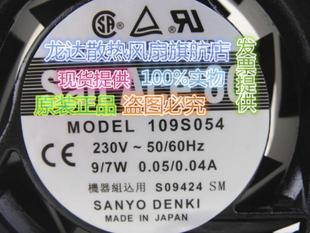 龙达散热风扇旗舰店
发票提供
现货提供 100%实物
原装正品 盗图必究
MODEL 109S054
230V ~ 50/60Hz
9/7W 0.05/0.04A
機器組込用 S09424 SM
SANYO DENKI
MADE IN JAPAN